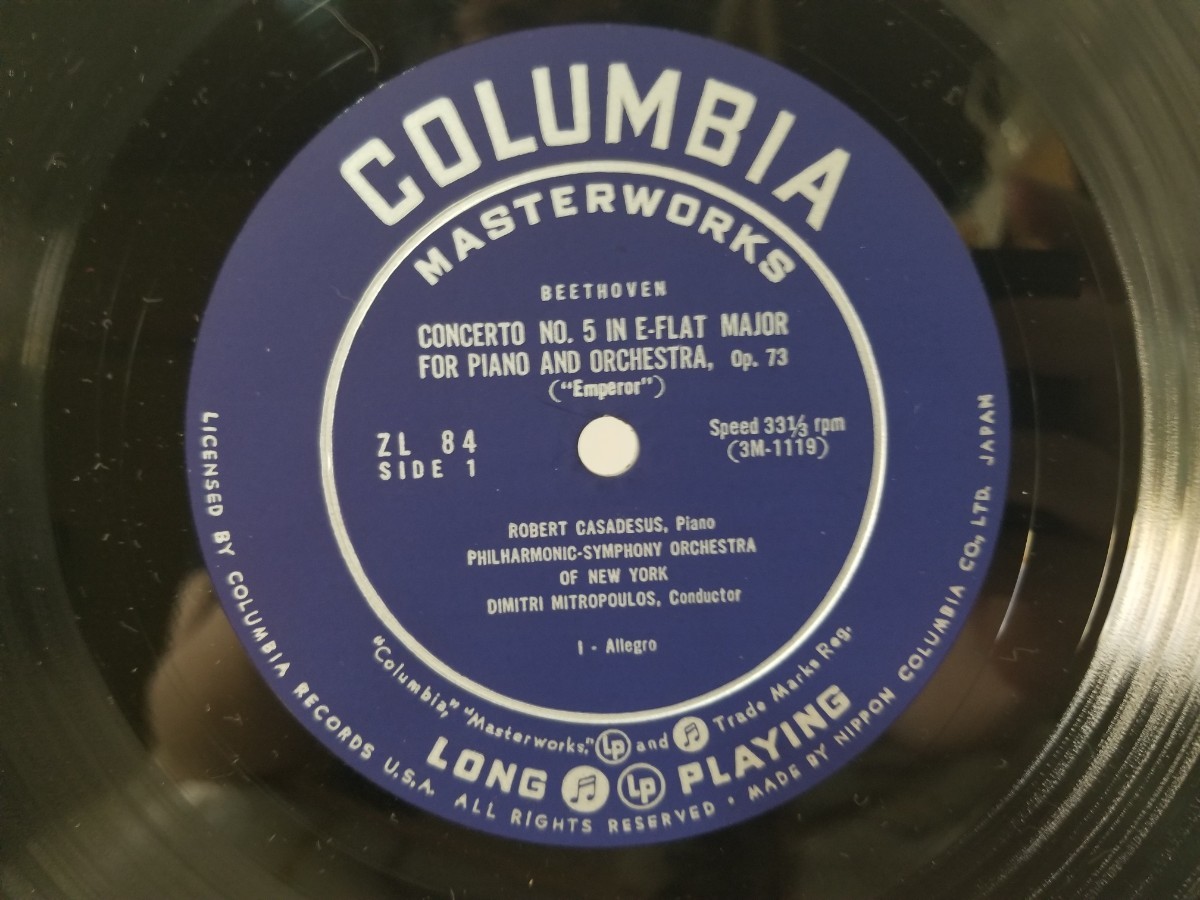 COLUMBIA
MASTERWORKS
BEETHOVEN
CONCERTO NO. 5 IN E-FLAT MAJOR
FOR PIANO AND ORCHESTRA, Op. 73
("Emperor")
ZL 84
SIDE 1
Speed 33⅓ rpm
(3M-1119)
ROBERT CASADESUS, Piano
PHILHARMONIC-SYMPHONY ORCHESTRA
OF NEW YORK
DIMITRI MITROPOULOS, Conductor
I - Allegro
"Columbia," "Masterworks," LP and Trade Marks Reg.
LONG LP PLAYING
LICENSED BY COLUMBIA RECORDS U.S.A. ALL RIGHTS RESERVED • MADE BY NIPPON COLUMBIA CO., LTD. JAPAN